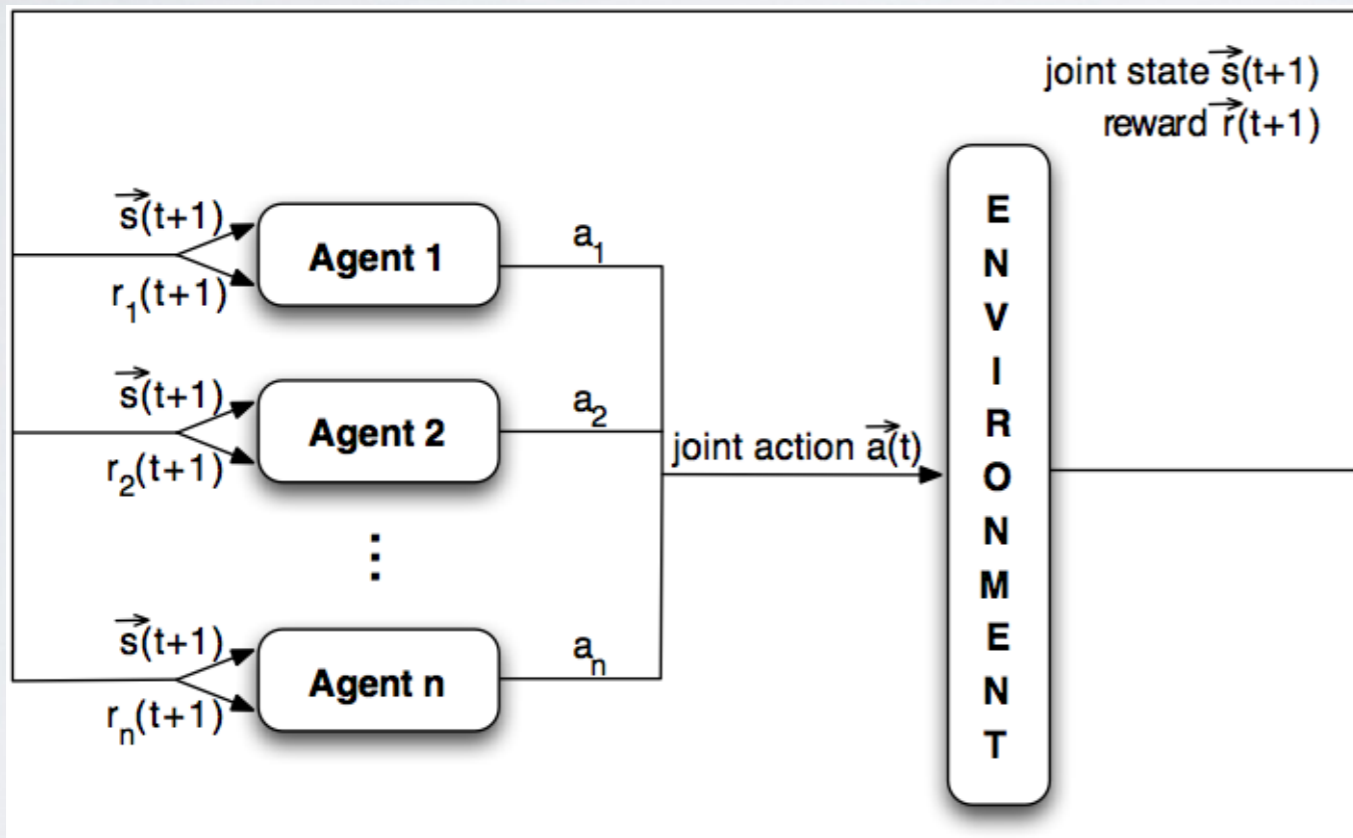 joint state s⃗(t+1)
reward r⃗(t+1)
s⃗(t+1)
r₁(t+1)
Agent 1
a₁
s⃗(t+1)
r₂(t+1)
Agent 2
a₂
joint action a⃗(t)
⋮
s⃗(t+1)
rₙ(t+1)
Agent n
aₙ
E
N
V
I
R
O
N
M
E
N
T